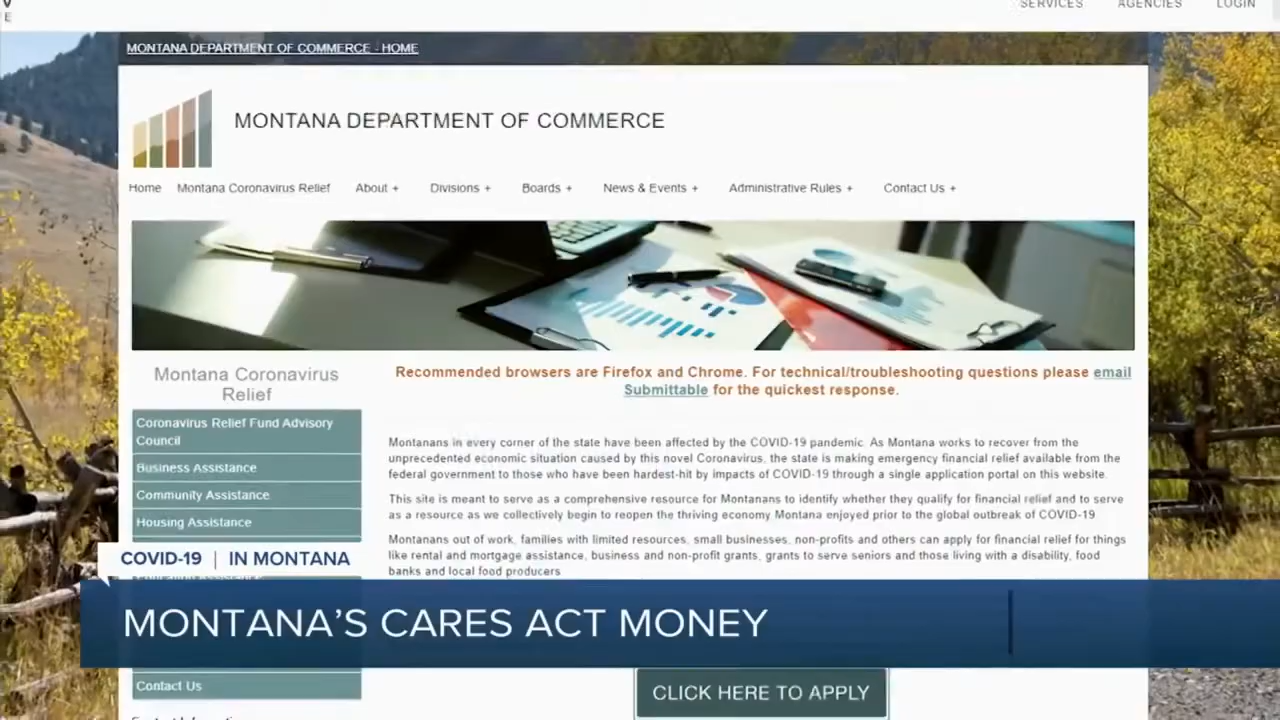 SERVICES AGENCIES LOGIN
MONTANA DEPARTMENT OF COMMERCE - HOME
MONTANA DEPARTMENT OF COMMERCE
Home Montana Coronavirus Relief About + Divisions + Boards + News & Events + Administrative Rules + Contact Us +
Montana Coronavirus
Relief
Coronavirus Relief Fund Advisory
Council
Business Assistance
Community Assistance
Housing Assistance
Contact Us
Recommended browsers are Firefox and Chrome. For technical/troubleshooting questions please email
Submittable for the quickest response.
Montanans in every corner of the state have been affected by the COVID-19 pandemic. As Montana works to recover from the
unprecedented economic situation caused by this novel Coronavirus, the state is making emergency financial relief available from the
federal government to those who have been hardest-hit by impacts of COVID-19 through a single application portal on this website.
This site is meant to serve as a comprehensive resource for Montanans to identify whether they qualify for financial relief and to serve
as a resource as we collectively begin to reopen the thriving economy Montana enjoyed prior to the global outbreak of COVID-19
Montanans out of work, families with limited resources, small businesses, non-profits and others can apply for financial relief for things
like rental and mortgage assistance, business and non-profit grants, grants to serve seniors and those living with a disability, food
banks and local food producers
COVID-19 | IN MONTANA
MONTANA'S CARES ACT MONEY
CLICK HERE TO APPLY